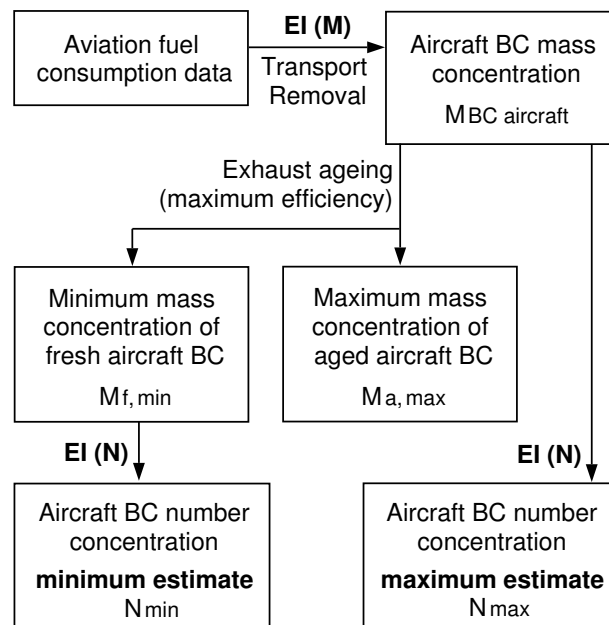 Aviation fuel
consumption data
EI (M)
Transport
Removal
Aircraft BC mass
concentration
MBC aircraft
Exhaust ageing
(maximum efficiency)
Minimum mass
concentration of
fresh aircraft BC
Mf, min
Maximum mass
concentration of
aged aircraft BC
Ma, max
EI (N)
EI (N)
Aircraft BC number
concentration
minimum estimate
Nmin
Aircraft BC number
concentration
maximum estimate
Nmax